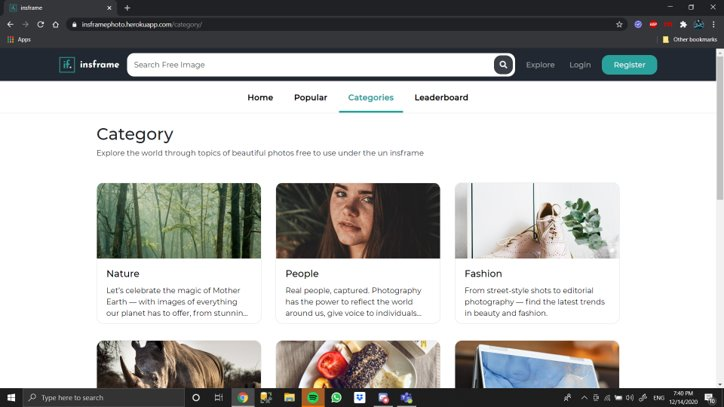 insframe
insframephoto.herokuapp.com/category/
Apps
Other bookmarks
if. insframe
Search Free Image
Explore
Login
Register
Home
Popular
Categories
Leaderboard
Category
Explore the world through topics of beautiful photos free to use under the un insframe
Nature
Let's celebrate the magic of Mother
Earth — with images of everything
our planet has to offer, from stunnin...
People
Real people, captured. Photography
has the power to reflect the world
around us, give voice to individuals...
Fashion
From street-style shots to editorial
photography — find the latest trends
in beauty and fashion.
Type here to search
ENG
7:40 PM
12/14/2020